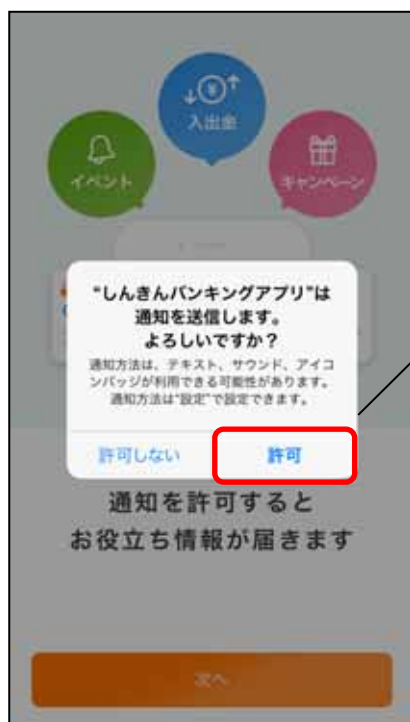 入出金
イベント
キャンペーン
"しんきんバンキングアプリ"は
通知を送信します。
よろしいですか？
通知方法は、テキスト、サウンド、アイコ
ンバッジが利用できる可能性があります。
通知方法は"設定"で設定できます。
許可しない
許可
通知を許可すると
お役立ち情報が届きます
次へ